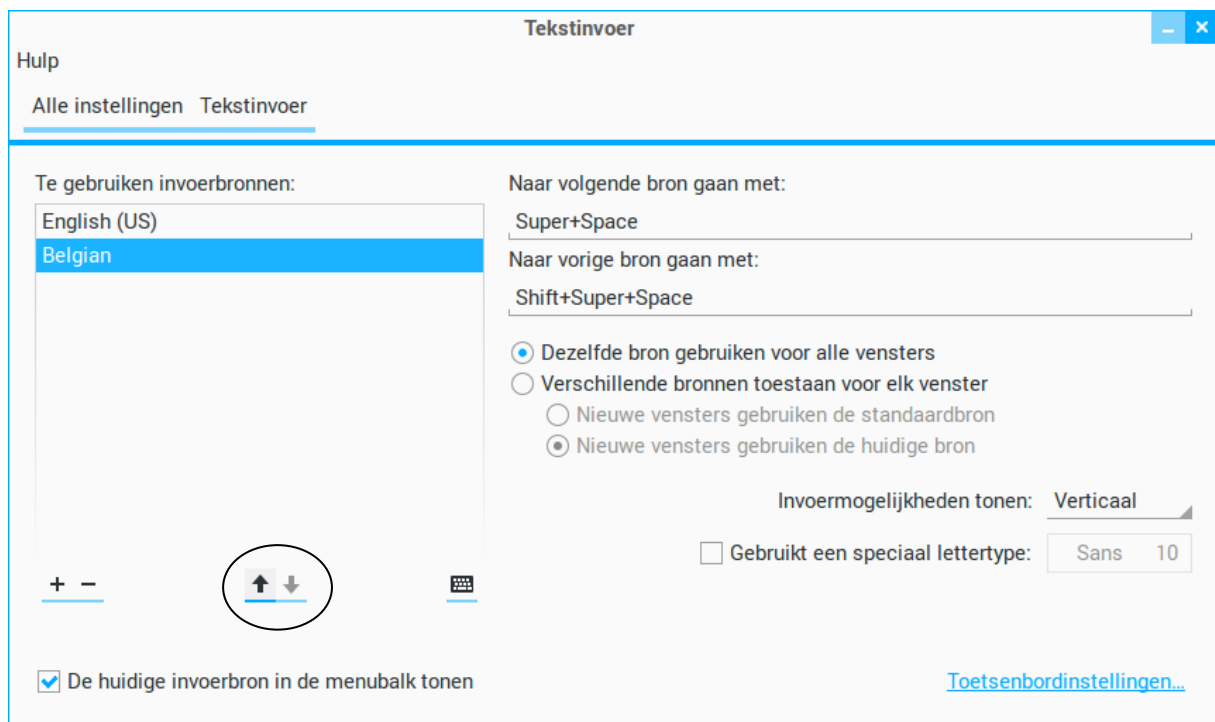 Tekstinvoer
Hulp
Alle instellingen Tekstinvoer
Te gebruiken invoerbronnen:
English (US)
Belgian
Naar volgende bron gaan met:
Super+Space
Naar vorige bron gaan met:
Shift+Super+Space
Dezelfde bron gebruiken voor alle vensters
Verschillende bronnen toestaan voor elk venster
Nieuwe vensters gebruiken de standaardbron
Nieuwe vensters gebruiken de huidige bron
Invoermogelijkheden tonen: Verticaal
Gebruikt een speciaal lettertype: Sans 10
De huidige invoerbron in de menubalk tonen
Toetsenbordinstellingen...